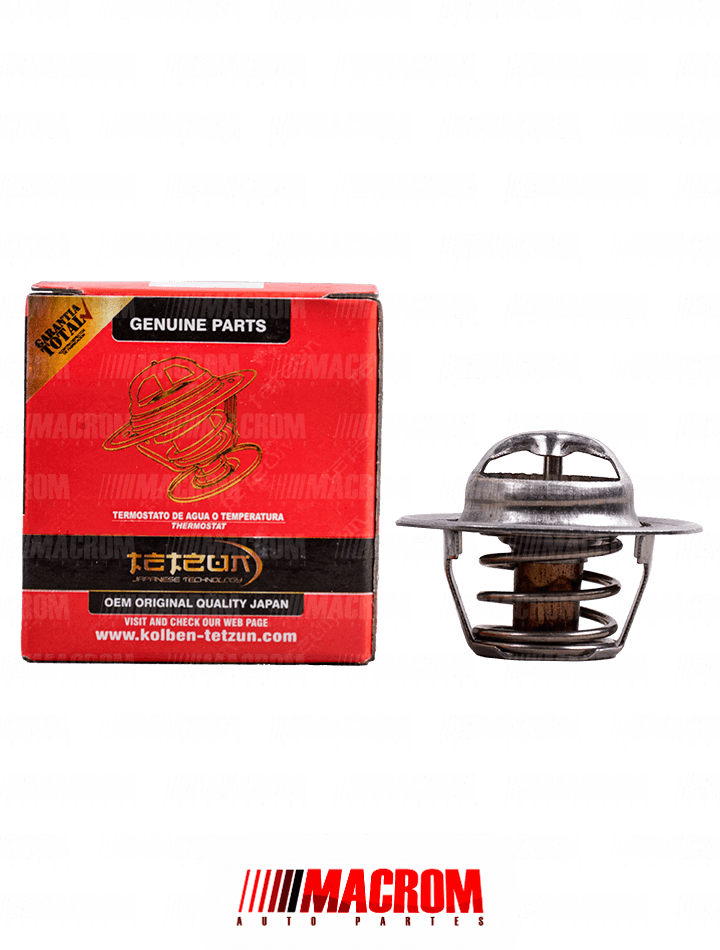 GARANTIA
TOTAL
GENUINE PARTS
TERMOSTATO DE AGUA O TEMPERATURA
THERMOSTAT
TETZUN
JAPANESE TECHNOLOGY
OEM ORIGINAL QUALITY JAPAN
VISIT AND CHECK OUR WEB PAGE
www.kolben-tetzun.com
MACROM
AUTO PARTES